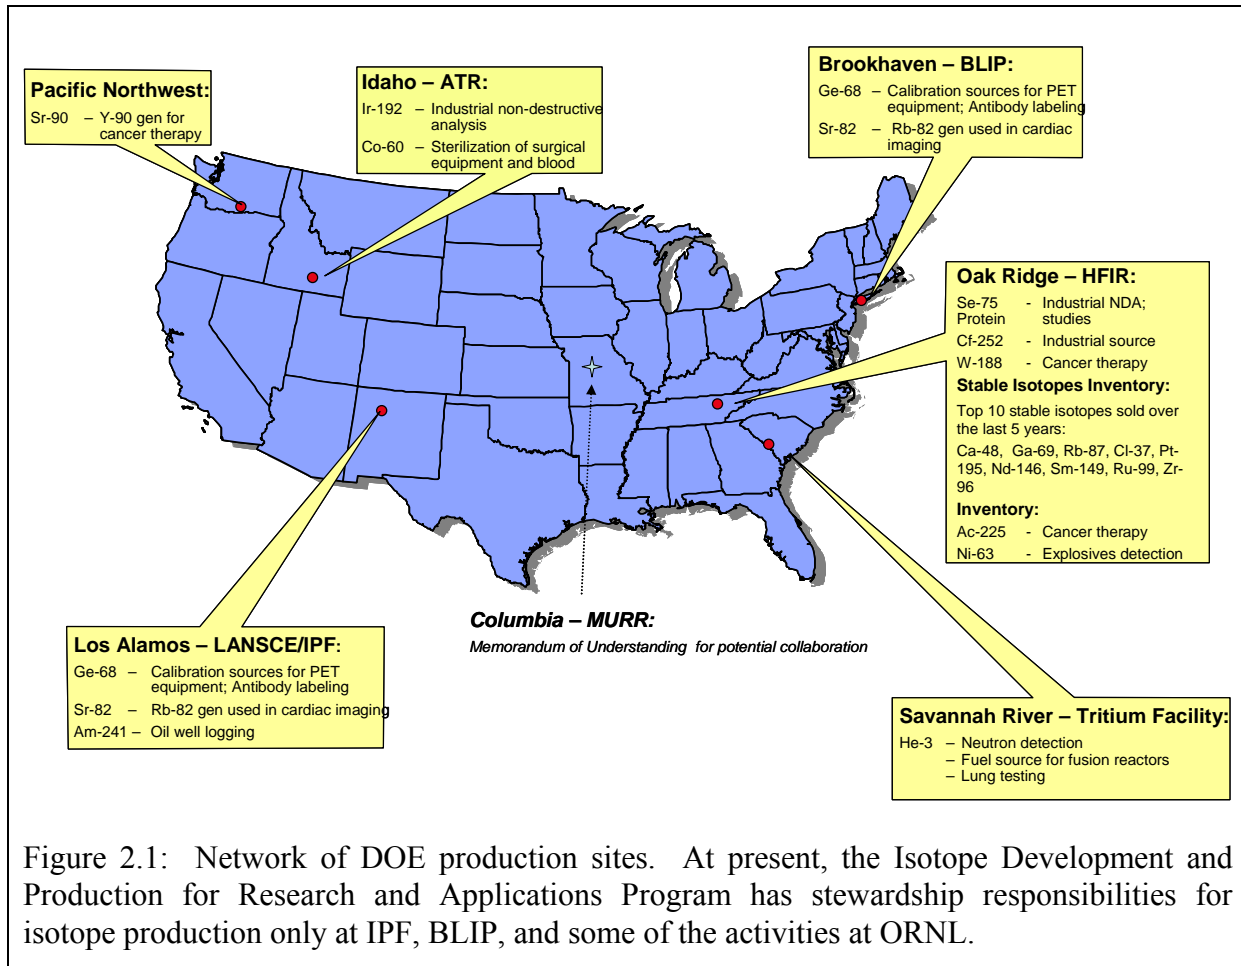 Pacific Northwest:
Sr-90 – Y-90 gen for
cancer therapy
Idaho – ATR:
Ir-192 – Industrial non-destructive
analysis
Co-60 – Sterilization of surgical
equipment and blood
Brookhaven – BLIP:
Ge-68 – Calibration sources for PET
equipment; Antibody labeling
Sr-82 – Rb-82 gen used in cardiac
imaging
Oak Ridge – HFIR:
Se-75 - Industrial NDA;
Protein studies
Cf-252 - Industrial source
W-188 - Cancer therapy
Stable Isotopes Inventory:
Top 10 stable isotopes sold over
the last 5 years:
Ca-48, Ga-69, Rb-87, Cl-37, Pt-
195, Nd-146, Sm-149, Ru-99, Zr-
96
Inventory:
Ac-225 - Cancer therapy
Ni-63 - Explosives detection
Columbia – MURR:
Memorandum of Understanding for potential collaboration
Los Alamos – LANSCE/IPF:
Ge-68 – Calibration sources for PET
equipment; Antibody labeling
Sr-82 – Rb-82 gen used in cardiac imaging
Am-241 – Oil well logging
Savannah River – Tritium Facility:
He-3 – Neutron detection
– Fuel source for fusion reactors
– Lung testing
Figure 2.1: Network of DOE production sites. At present, the Isotope Development and
Production for Research and Applications Program has stewardship responsibilities for
isotope production only at IPF, BLIP, and some of the activities at ORNL.